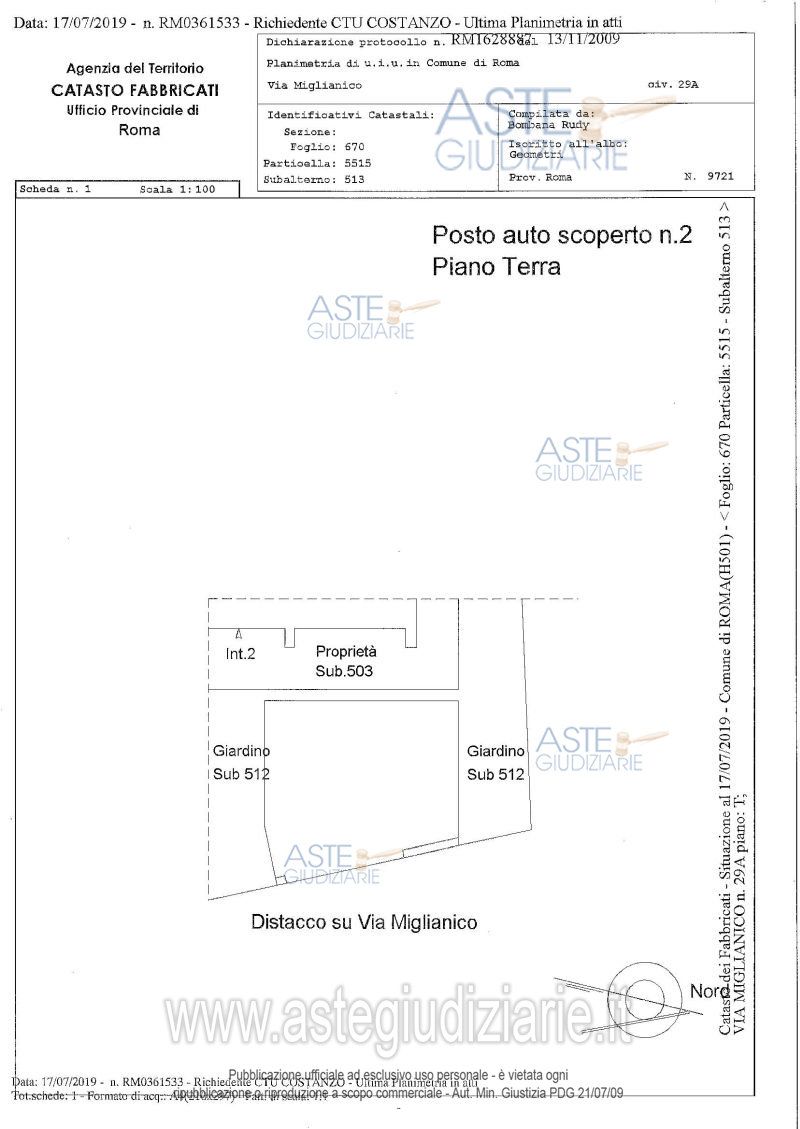 Data: 17/07/2019 - n. RM0361533 - Richiedente CTU COSTANZO - Ultima Planimetria in atti
Agenzia del Territorio
CATASTO FABBRICATI
Ufficio Provinciale di
Roma
Dichiarazione protocollo n. RM1628887 del 13/11/2009
Planimetria di u.i.u. in Comune di Roma
Via Miglianico civ. 29A
Identificativi Catastali:
Sezione:
Foglio: 670
Particella: 5515
Subalterno: 513
Compilata da:
Bombana Rudy
Iscritto all'albo:
Geometri
Prov. Roma N. 9721
ASTE
GIUDIZIARIE
Scheda n. 1 Scala 1:100
Posto auto scoperto n.2
Piano Terra
ASTE
GIUDIZIARIE
ASTE
GIUDIZIARIE
Int.2
Proprietà
Sub.503
Giardino
Sub 512
Giardino
Sub 512
ASTE
GIUDIZIARIE
ASTE
GIUDIZIARIE
Distacco su Via Miglianico
Nord
Catasto dei Fabbricati - Situazione al 17/07/2019 - Comune di ROMA(H501) - < Foglio: 670 Particella: 5515 - Subalterno 513 >
VIA MIGLIANICO n. 29A piano: T;
www.astegiudiziarie.it
Data: 17/07/2019 - n. RM0361533 - Richiedente CTU COSTANZO - Ultima Planimetria in atti
Tot.schede: 1 - Formato di acq.:
Pubblicazione ufficiale ad esclusivo uso personale - è vietata ogni
ripubblicazione o riproduzione a scopo commerciale - Aut. Min. Giustizia PDG 21/07/09